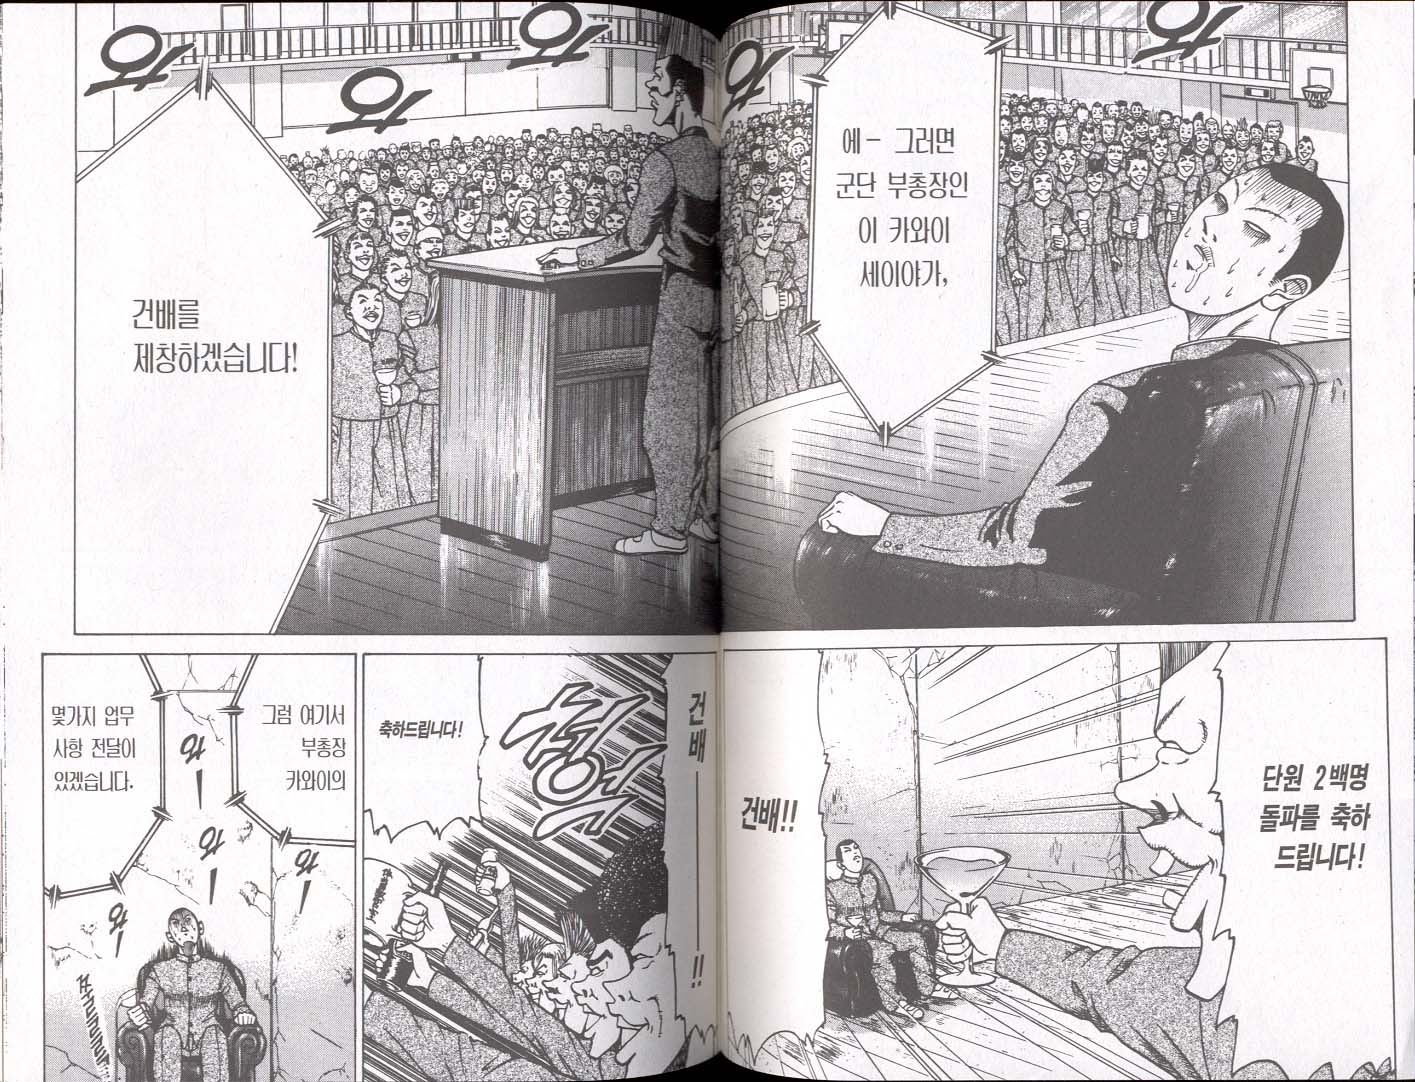 와
와
와
와
와
에- 그러면
군단 부총장인
이 카와이
세이야가,
건배를
제창하겠습니다!
단원 2백명
돌파를 축하
드립니다!
건배!!
건
배
!!
축하드립니다!
그럼 여기서
부총장
카와이의
몇가지 업무
사항 전달이
있겠습니다.
와
와
와
와